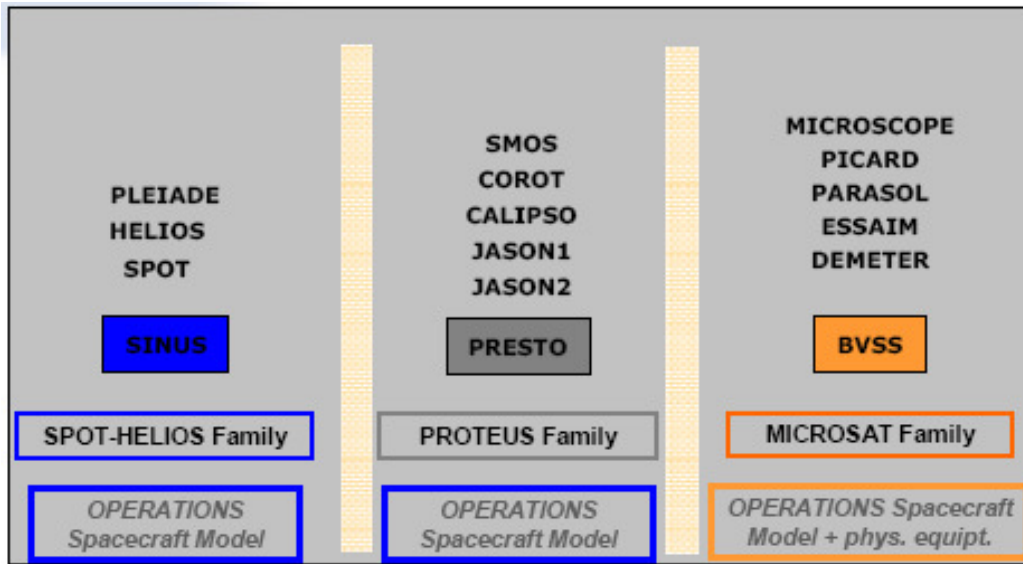 PLEIADE
HELIOS
SPOT
SINUS
SPOT-HELIOS Family
OPERATIONS
Spacecraft Model
SMOS
COROT
CALIPSO
JASON1
JASON2
PRESTO
PROTEUS Family
OPERATIONS
Spacecraft Model
MICROSCOPE
PICARD
PARASOL
ESSAIM
DEMETER
BVSS
MICROSAT Family
OPERATIONS Spacecraft
Model + phys. equipt.